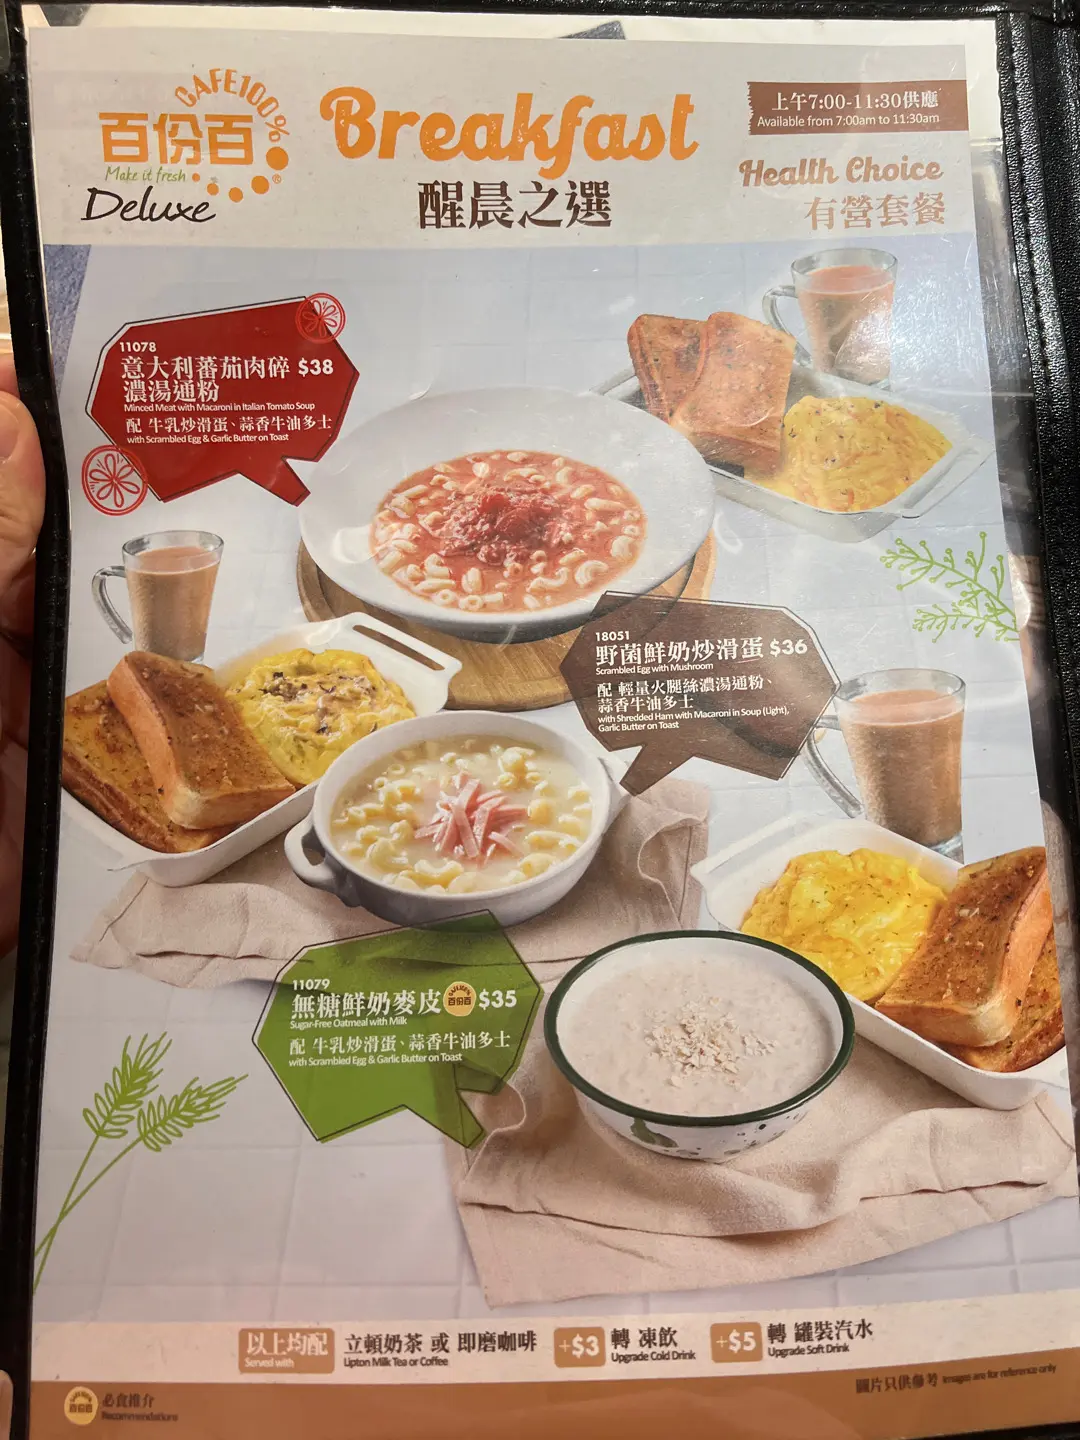 CAFE100%
百份百
Make it fresh
Deluxe
Breakfast
醒晨之選
上午7:00-11:30供應
Available from 7:00am to 11:30am
Health Choice
有營套餐
11078
意大利蕃茄肉碎 $38
濃湯通粉
Minced Meat with Macaroni in Italian Tomato Soup
配 牛乳炒滑蛋、蒜香牛油多士
with Scrambled Egg & Garlic Butter on Toast
18051
野菌鮮奶炒滑蛋 $36
Scrambled Egg with Mushroom
配 輕量火腿絲濃湯通粉、
蒜香牛油多士
with Shredded Ham with Macaroni in Soup (Light),
Garlic Butter on Toast
11079
無糖鮮奶麥皮 百份百 $35
Sugar-Free Oatmeal with Milk
配 牛乳炒滑蛋、蒜香牛油多士
with Scrambled Egg & Garlic Butter on Toast
以上均配 立頓奶茶 或 即磨咖啡 +$3 轉 凍飲 +$5 轉 罐裝汽水
Served with Lipton Milk Tea or Coffee Upgrade Cold Drink Upgrade Soft Drink
百份百 必食推介
Recommendations
圖片只供參考 Images are for reference only